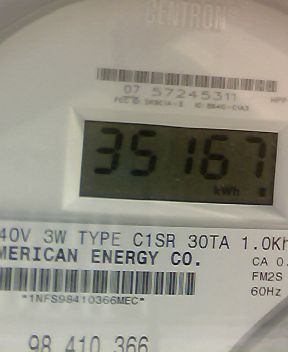 CENTRON
07 57245311
35167
kWh
40V 3W TYPE C1SR 30TA 1.0Kh
MERICAN ENERGY CO.
CA 0.
FM2S
60Hz
*1NFS98410366MEC*
98 410 366